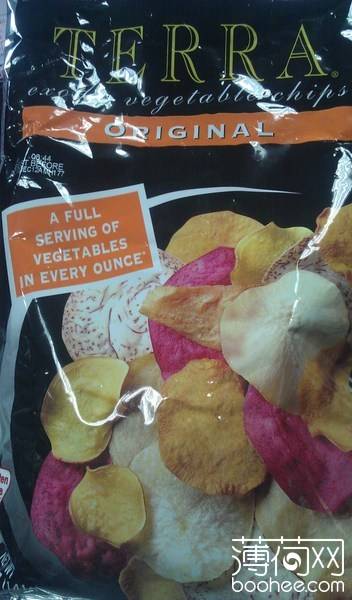 TERRA®
exotic vegetable chips
ORIGINAL
A FULL
SERVING OF
VEGETABLES
IN EVERY OUNCE*
薄荷网
boohee.com